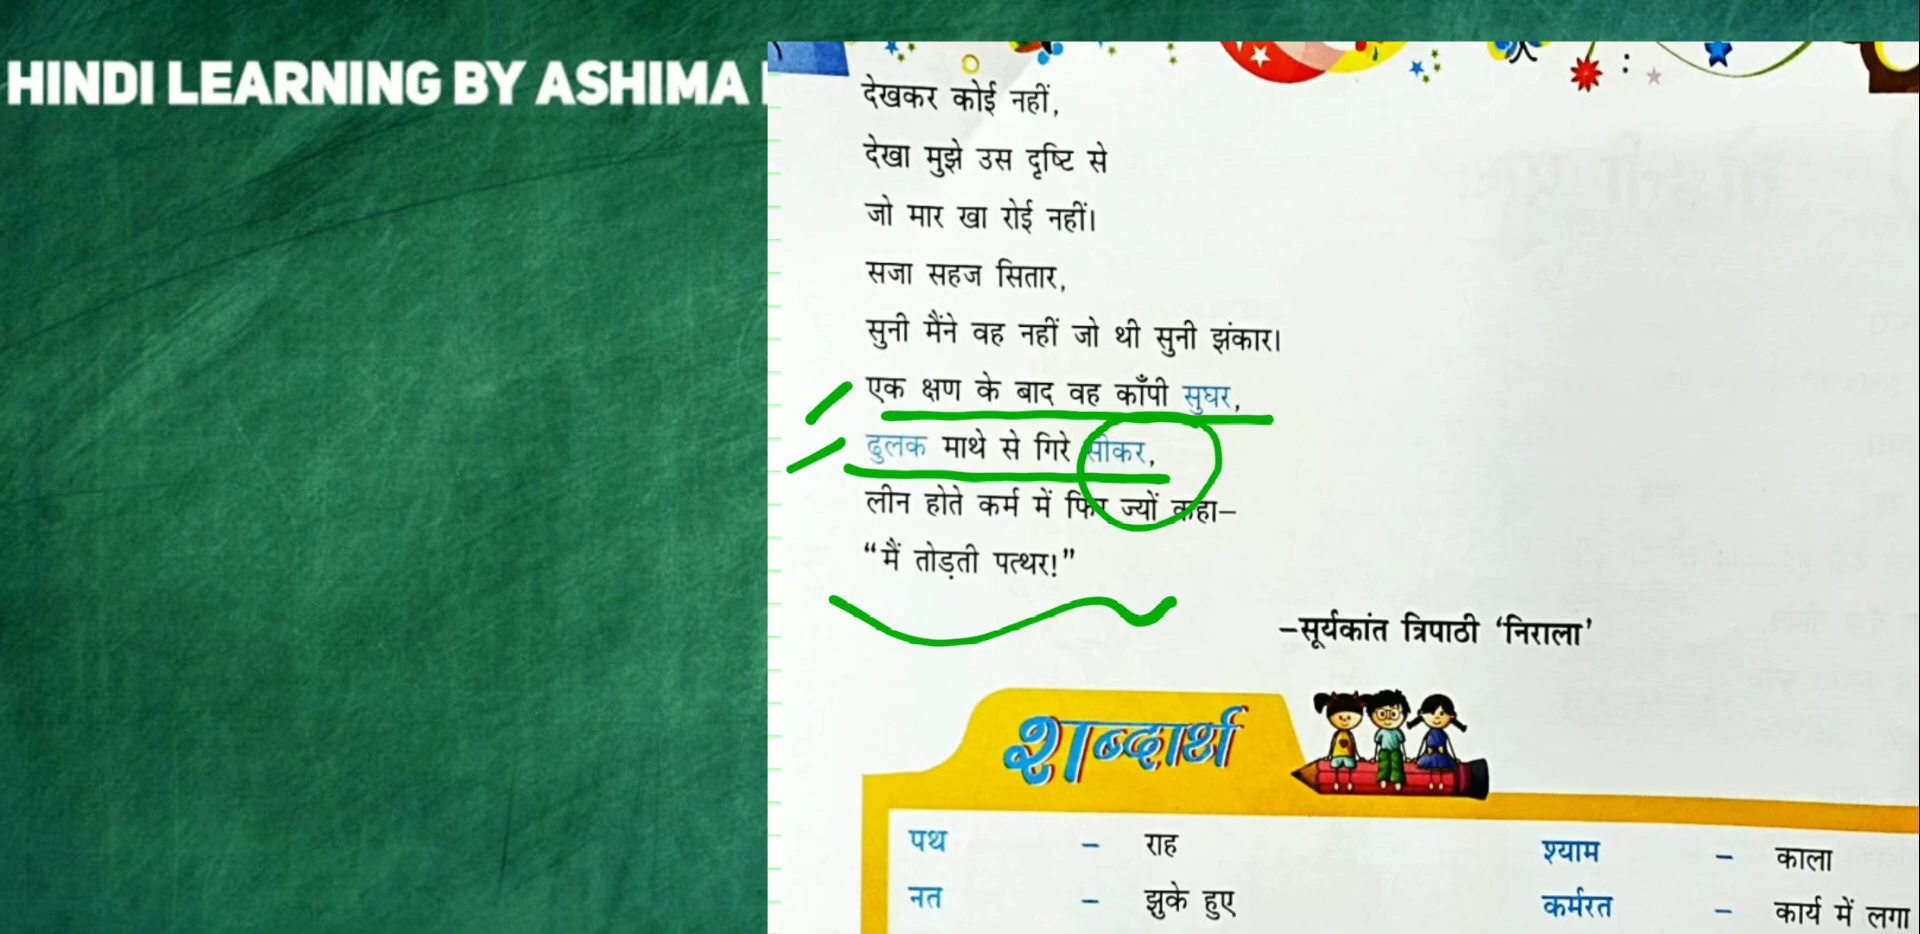 HINDI LEARNING BY ASHIMA
देखकर कोई नहीं,
देखा मुझे उस दृष्टि से
जो मार खा रोई नहीं।
सजा सहज सितार,
सुनी मैंने वह नहीं जो थी सुनी झंकार।
एक क्षण के बाद वह काँपी सुघर,
ढुलक माथे से गिरे सीकर,
लीन होते कर्म में फिर ज्यों कहा–
“मैं तोड़ती पत्थर!”
–सूर्यकांत त्रिपाठी ‘निराला’
शब्दार्थ
पथ – राह श्याम – काला
नत – झुके हुए कर्मरत – कार्य में लगा